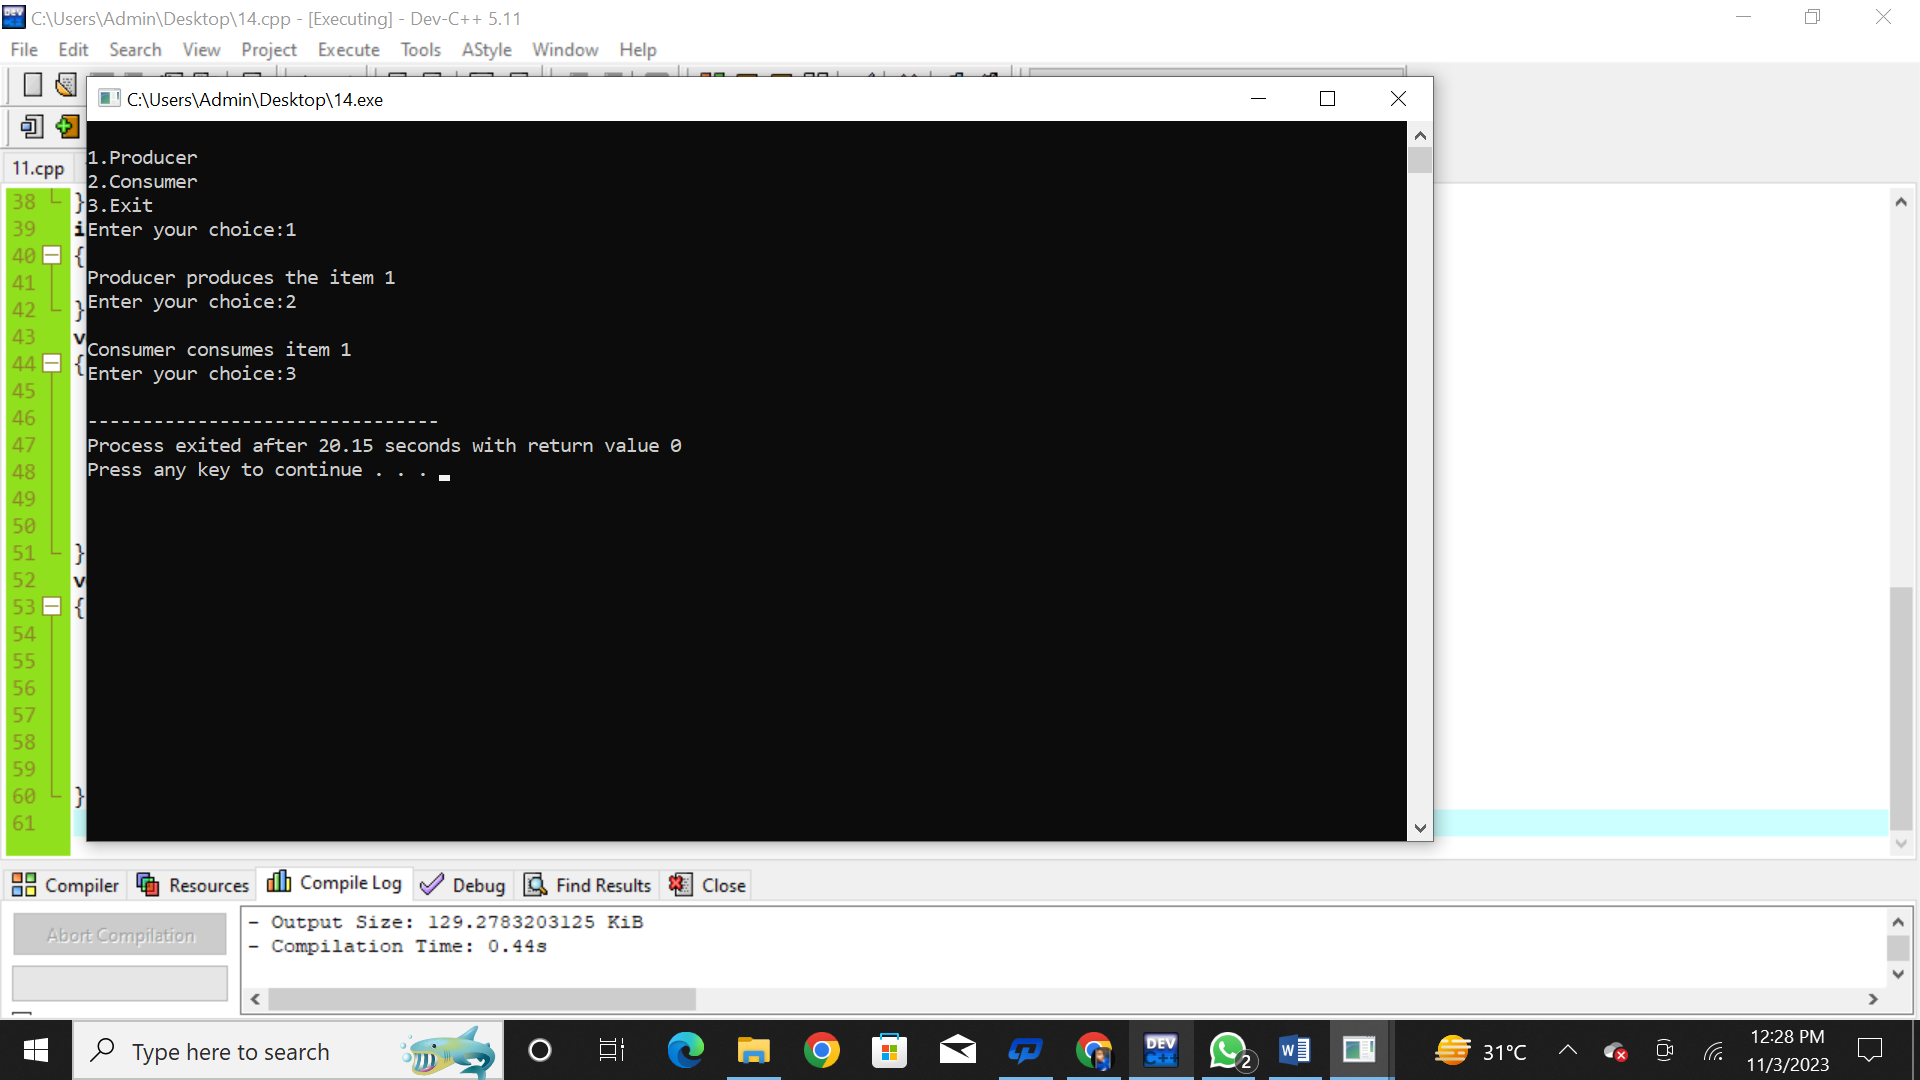 C:\Users\Admin\Desktop\14.cpp - [Executing] - Dev-C++ 5.11
File Edit Search View Project Execute Tools AStyle Window Help
C:\Users\Admin\Desktop\14.exe
11.cpp
1.Producer
2.Consumer
3.Exit
Enter your choice:1
Producer produces the item 1
Enter your choice:2
Consumer consumes item 1
Enter your choice:3
--------------------------------
Process exited after 20.15 seconds with return value 0
Press any key to continue . . .
38 }
39 i
40 {
41
42 }
43 v
44 {
45
46
47
48
49
50
51 }
52 v
53 {
54
55
56
57
58
59
60 }
61
Compiler Resources Compile Log Debug Find Results Close
Abort Compilation
- Output Size: 129.2783203125 KiB
- Compilation Time: 0.44s
Type here to search
DEV C++
2
31°C
12:28 PM
11/3/2023